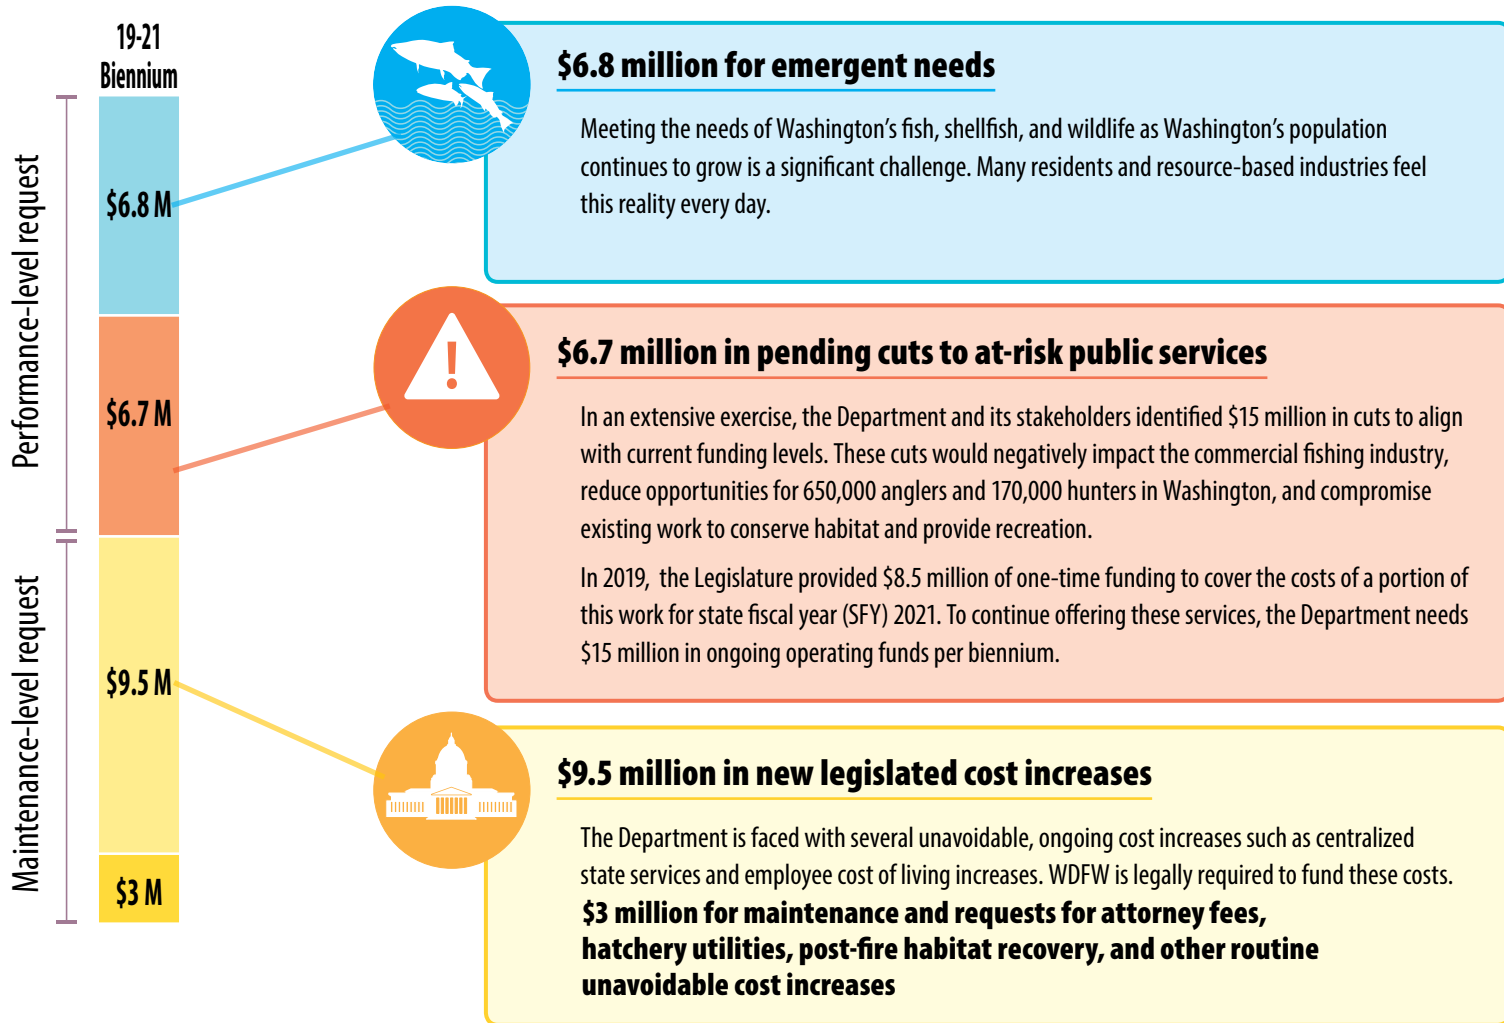 19-21
Biennium
Performance-level request
$6.8 M
$6.7 M
Maintenance-level request
$9.5 M
$3 M
$6.8 million for emergent needs
Meeting the needs of Washington’s fish, shellfish, and wildlife as Washington’s population
continues to grow is a significant challenge. Many residents and resource-based industries feel
this reality every day.
!
$6.7 million in pending cuts to at-risk public services
In an extensive exercise, the Department and its stakeholders identified $15 million in cuts to align
with current funding levels. These cuts would negatively impact the commercial fishing industry,
reduce opportunities for 650,000 anglers and 170,000 hunters in Washington, and compromise
existing work to conserve habitat and provide recreation.
In 2019, the Legislature provided $8.5 million of one-time funding to cover the costs of a portion of
this work for state fiscal year (SFY) 2021. To continue offering these services, the Department needs
$15 million in ongoing operating funds per biennium.
$9.5 million in new legislated cost increases
The Department is faced with several unavoidable, ongoing cost increases such as centralized
state services and employee cost of living increases. WDFW is legally required to fund these costs.
$3 million for maintenance and requests for attorney fees,
hatchery utilities, post-fire habitat recovery, and other routine
unavoidable cost increases